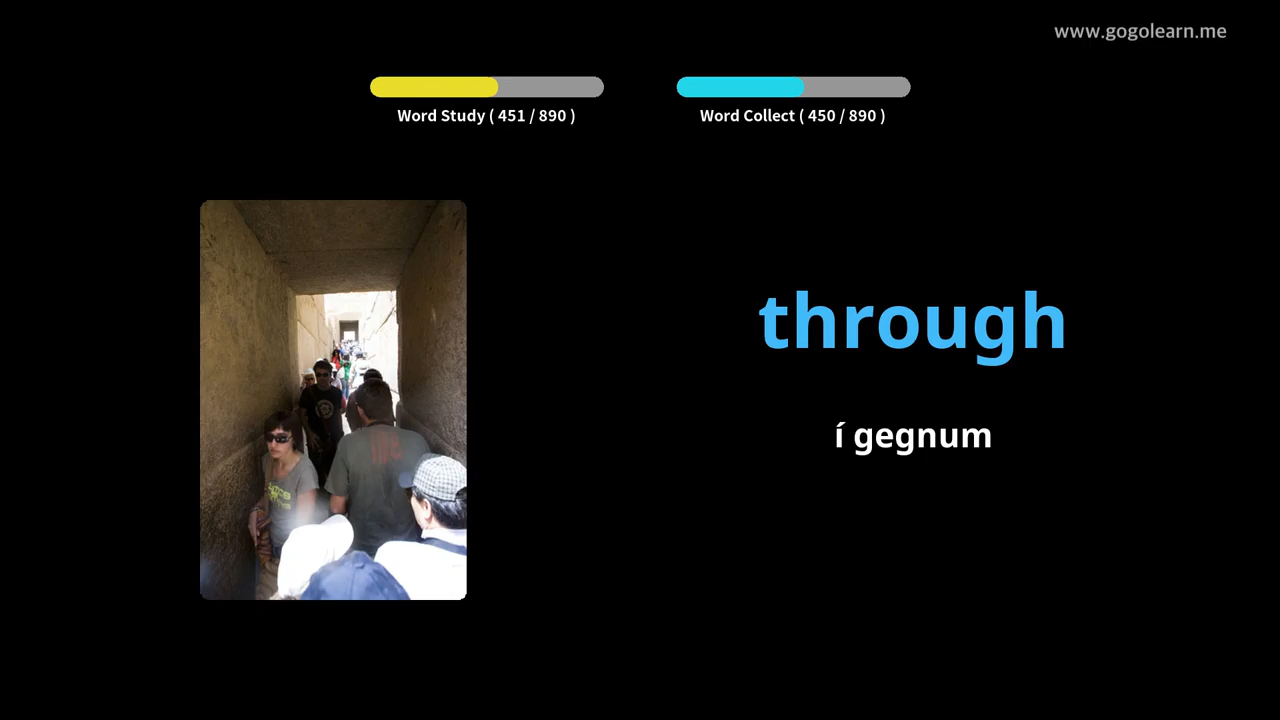 www.gogolearn.me
Word Study ( 451 / 890 )
Word Collect ( 450 / 890 )
through
í gegnum